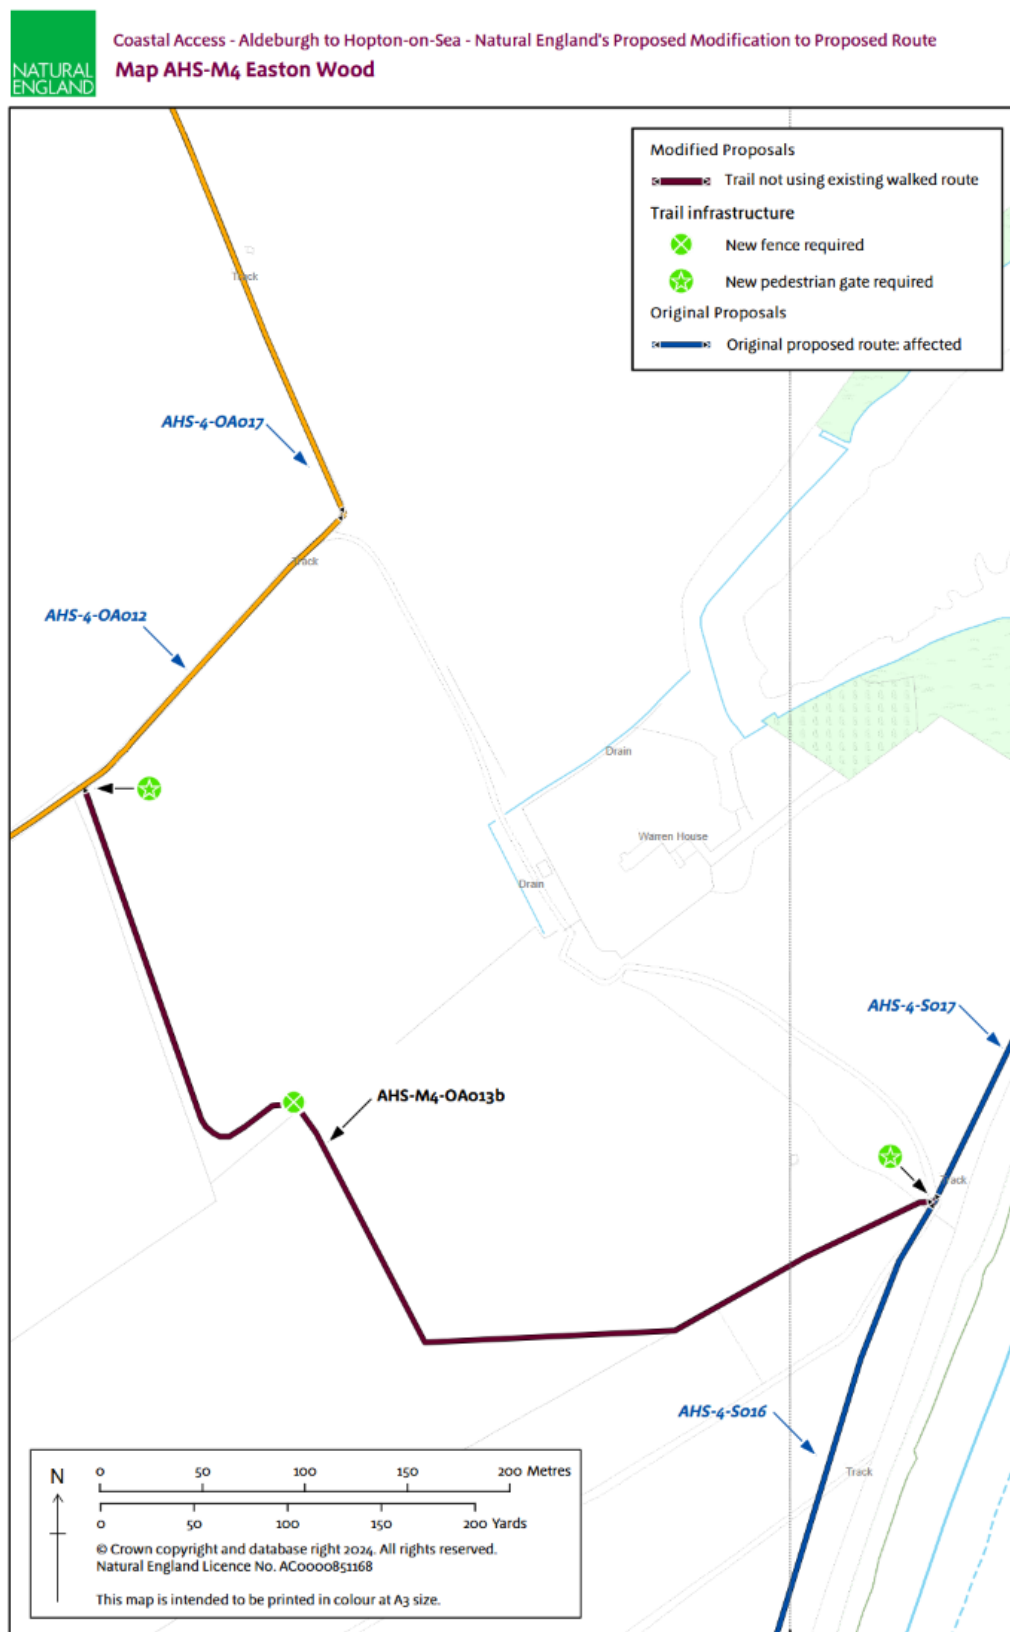 NATURAL
ENGLAND
Coastal Access - Aldeburgh to Hopton-on-Sea - Natural England's Proposed Modification to Proposed Route
Map AHS-M4 Easton Wood
Modified Proposals
Trail not using existing walked route
Trail infrastructure
New fence required
New pedestrian gate required
Original Proposals
Original proposed route: affected
Track
AHS-4-OA017
Track
AHS-4-OA012
Drain
Warren House
Drain
AHS-4-S017
AHS-M4-OA013b
Track
AHS-4-S016
Track
N
0 50 100 150 200 Metres
0 50 100 150 200 Yards
© Crown copyright and database right 2024. All rights reserved.
Natural England Licence No. AC0000851168
This map is intended to be printed in colour at A3 size.